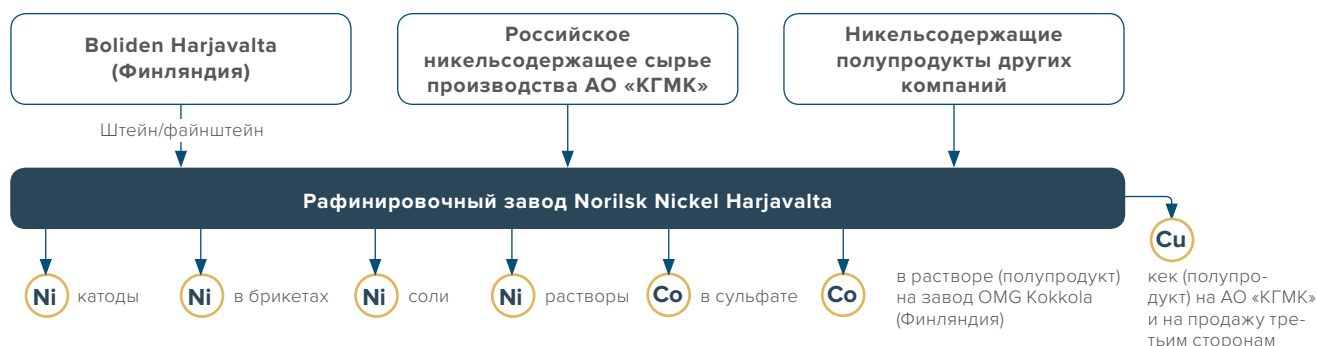 Boliden Harjavalta
(Финляндия)
Российское
никельсодержащее сырье
производства АО «КГМК»
Никельсодержащие
полупродукты других
компаний
Штейн/файнштейн
Рафинировочный завод Norilsk Nickel Harjavalta
Ni катоды
Ni в брикетах
Ni соли
Ni растворы
Co в сульфате
Co
в растворе (полупродукт)
на завод OMG Kokkola
(Финляндия)
Cu
кек (полупро-
дукт) на АО «КГМК»
и на продажу тре-
тьим сторонам